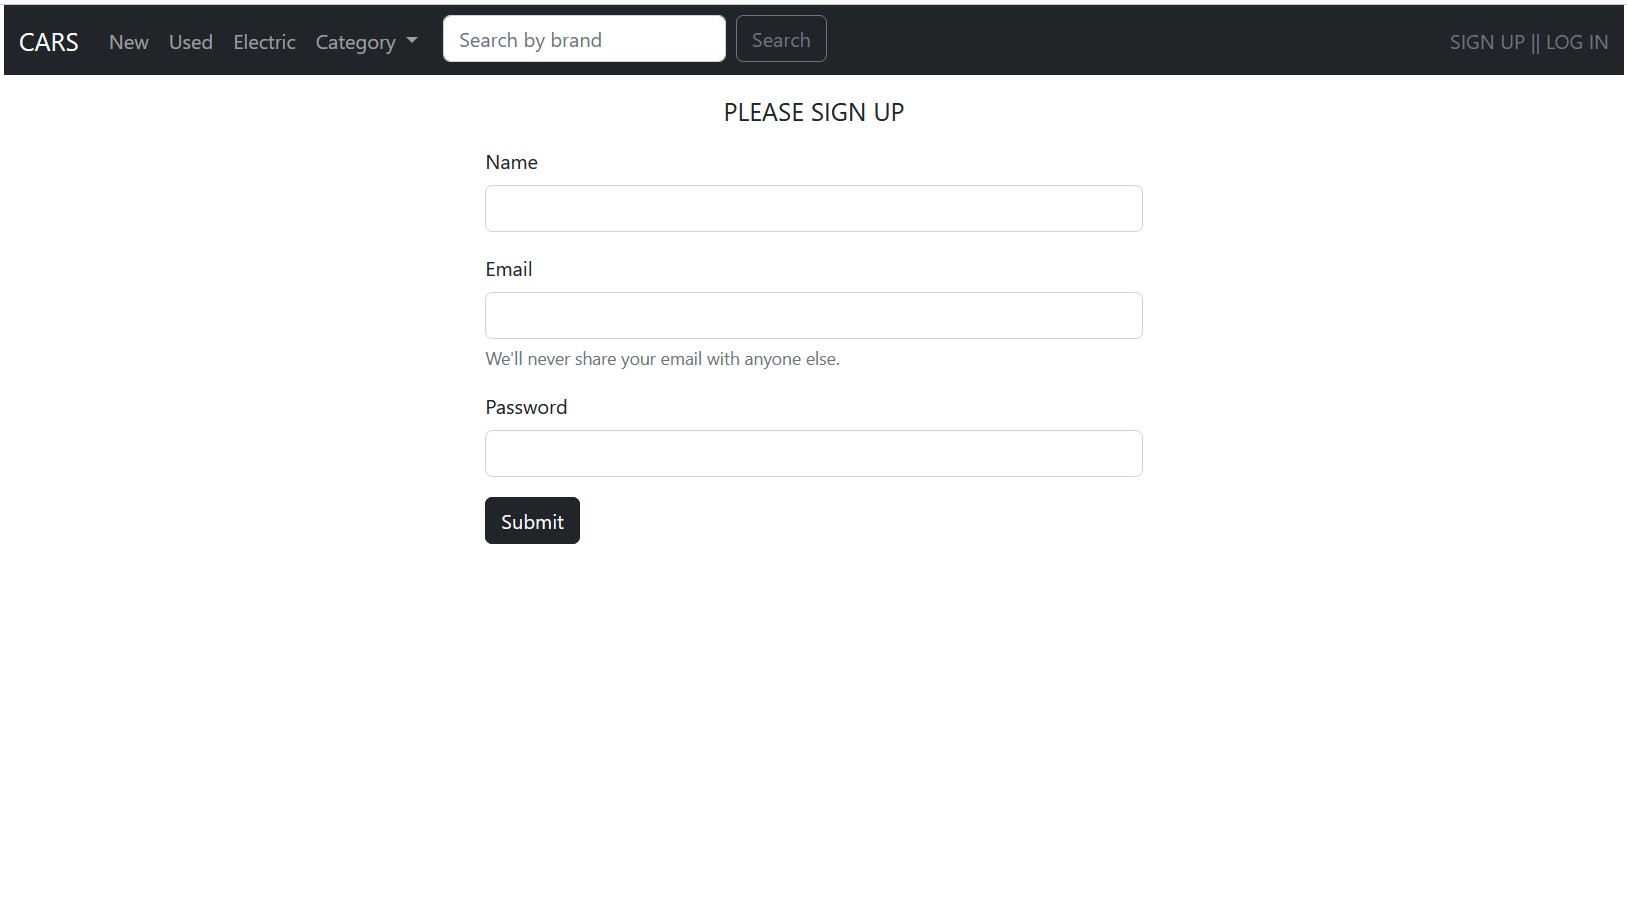 CARS New Used Electric Category Search by brand Search SIGN UP || LOG IN
PLEASE SIGN UP
Name
Email
We'll never share your email with anyone else.
Password
Submit